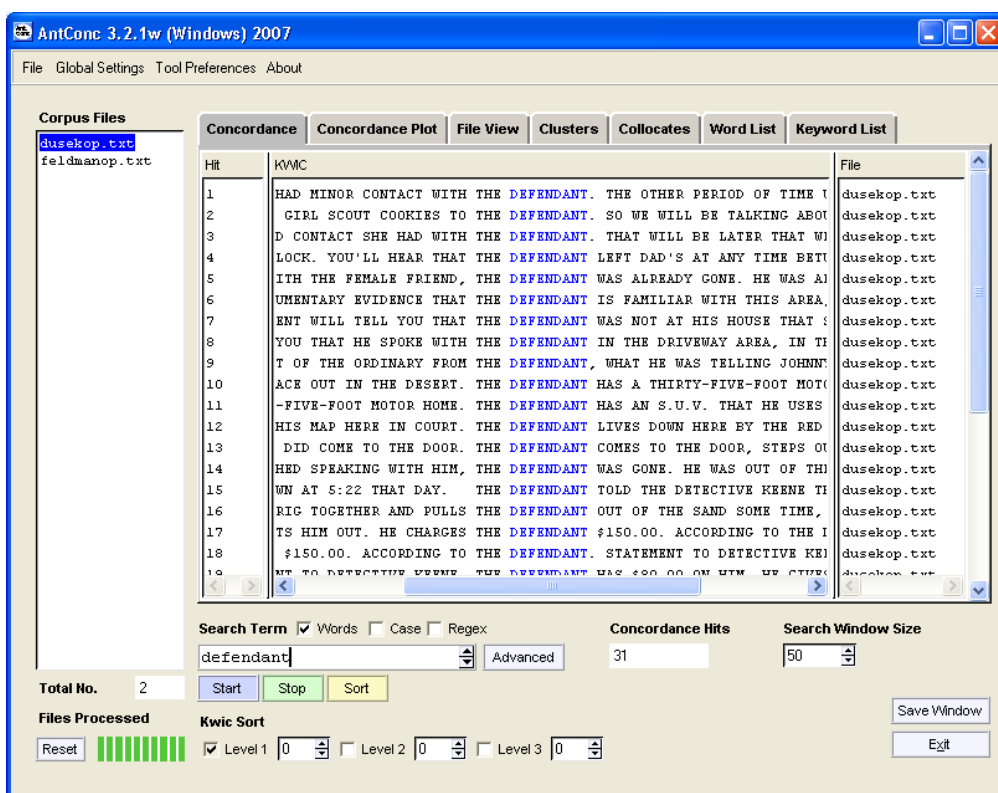 AntConc 3.2.1w (Windows) 2007
File Global Settings Tool Preferences About
Corpus Files
dusekop.txt
feldmanop.txt
Concordance Concordance Plot File View Clusters Collocates Word List Keyword List
Hit KWIC File
1 HAD MINOR CONTACT WITH THE DEFENDANT. THE OTHER PERIOD OF TIME dusekop.txt
2 GIRL SCOUT COOKIES TO THE DEFENDANT. SO WE WILL BE TALKING ABOU dusekop.txt
3 D CONTACT SHE HAD WITH THE DEFENDANT. THAT WILL BE LATER THAT dusekop.txt
4 LOCK. YOU'LL HEAR THAT THE DEFENDANT LEFT DAD'S AT ANY TIME dusekop.txt
5 ITH THE FEMALE FRIEND, THE DEFENDANT WAS ALREADY GONE. HE WAS dusekop.txt
6 UMENTARY EVIDENCE THAT THE DEFENDANT IS FAMILIAR WITH THIS AREA, dusekop.txt
7 ENT WILL TELL YOU THAT THE DEFENDANT WAS NOT AT HIS HOUSE THAT dusekop.txt
8 YOU THAT HE SPOKE WITH THE DEFENDANT IN THE DRIVEWAY AREA, IN dusekop.txt
9 T OF THE ORDINARY FROM THE DEFENDANT, WHAT HE WAS TELLING dusekop.txt
10 ACE OUT IN THE DESERT. THE DEFENDANT HAS A THIRTY-FIVE-FOOT dusekop.txt
11 -FIVE-FOOT MOTOR HOME. THE DEFENDANT HAS AN S.U.V. THAT HE USES dusekop.txt
12 HIS MAP HERE IN COURT. THE DEFENDANT LIVES DOWN HERE BY THE RED dusekop.txt
13 DID COME TO THE DOOR. THE DEFENDANT COMES TO THE DOOR, STEPS dusekop.txt
14 HED SPEAKING WITH HIM, THE DEFENDANT WAS GONE. HE WAS OUT OF dusekop.txt
15 WN AT 5:22 THAT DAY. THE DEFENDANT TOLD THE DETECTIVE KEENE dusekop.txt
16 RIG TOGETHER AND PULLS THE DEFENDANT OUT OF THE SAND SOME TIME, dusekop.txt
17 TS HIM OUT. HE CHARGES THE DEFENDANT $150.00. ACCORDING TO THE dusekop.txt
18 $150.00. ACCORDING TO THE DEFENDANT. STATEMENT TO DETECTIVE dusekop.txt
19 NT TO DETECTIVE KEENE. THE DEFENDANT HAS $80.00 ON HIM. HE GIVES dusekop.txt
Search Term Words Case Regex Concordance Hits Search Window Size
defendant Advanced 31 50
Total No. 2 Start Stop Sort
Files Processed Kwic Sort Save Window
Reset Level 1 0 Level 2 0 Level 3 0 Exit